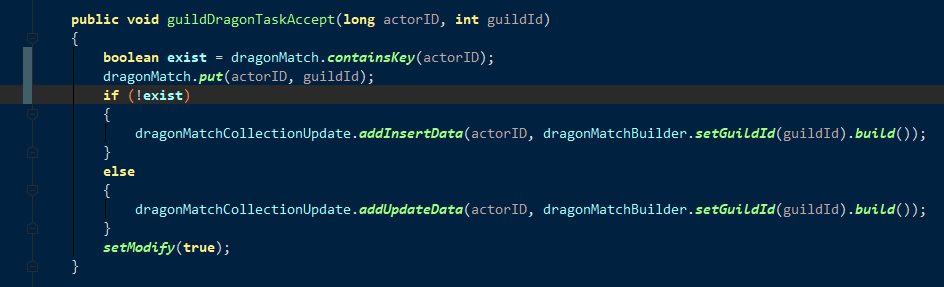 public void guildDragonTaskAccept(long actorID, int guildId)
{
boolean exist = dragonMatch.containsKey(actorID);
dragonMatch.put(actorID, guildId);
if (!exist)
{
dragonMatchCollectionUpdate.addInsertData(actorID, dragonMatchBuilder.setGuildId(guildId).build());
}
else
{
dragonMatchCollectionUpdate.addUpdateData(actorID, dragonMatchBuilder.setGuildId(guildId).build());
}
setModify(true);
}